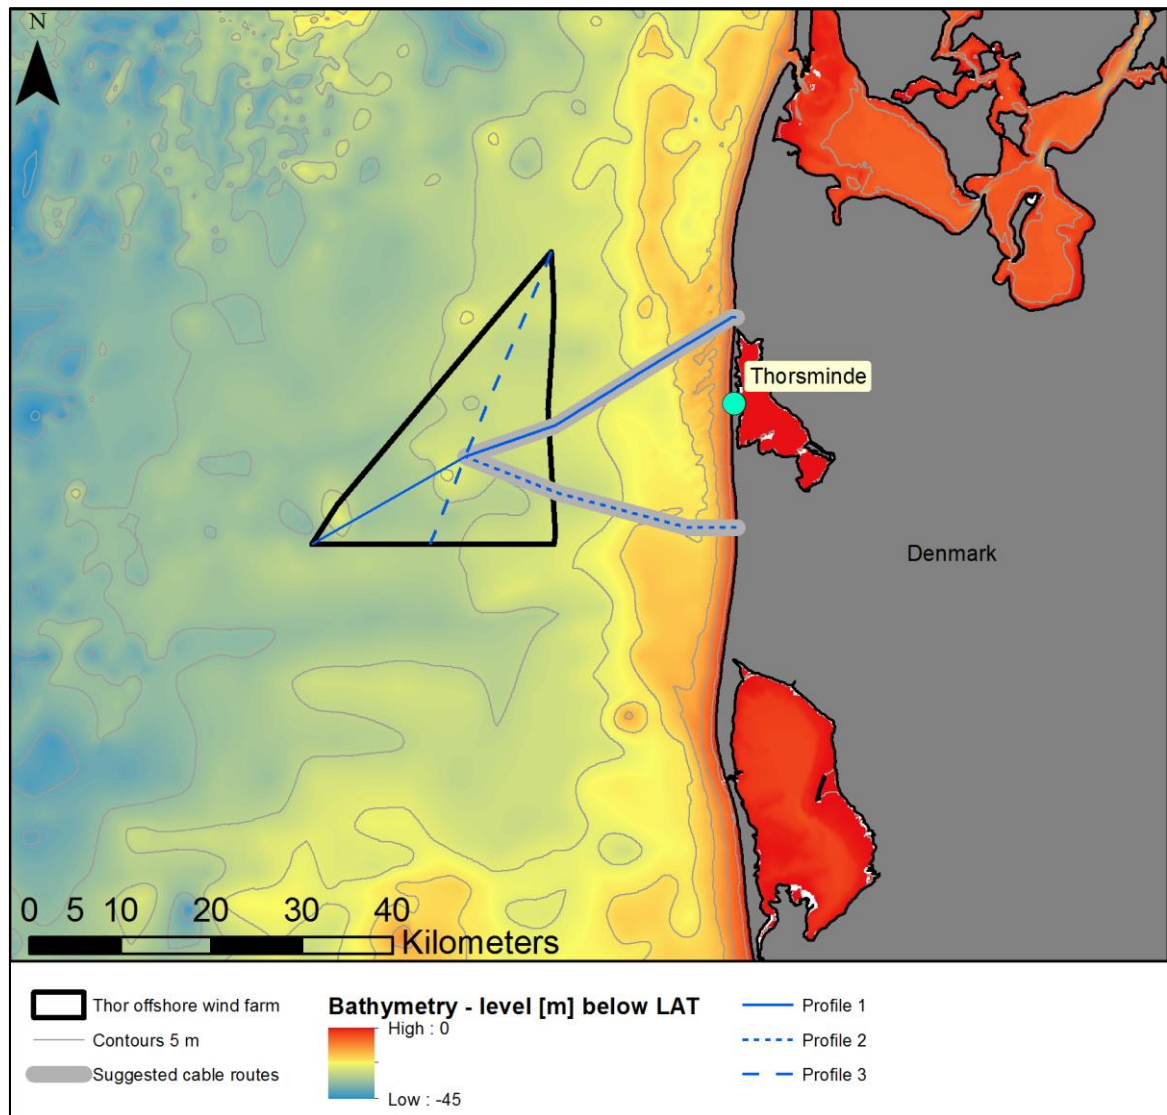 N
Thorsminde
Denmark
0 5 10 20 30 40
Kilometers
Thor offshore wind farm
Contours 5 m
Suggested cable routes
Bathymetry - level [m] below LAT
High : 0
Low : -45
Profile 1
Profile 2
Profile 3